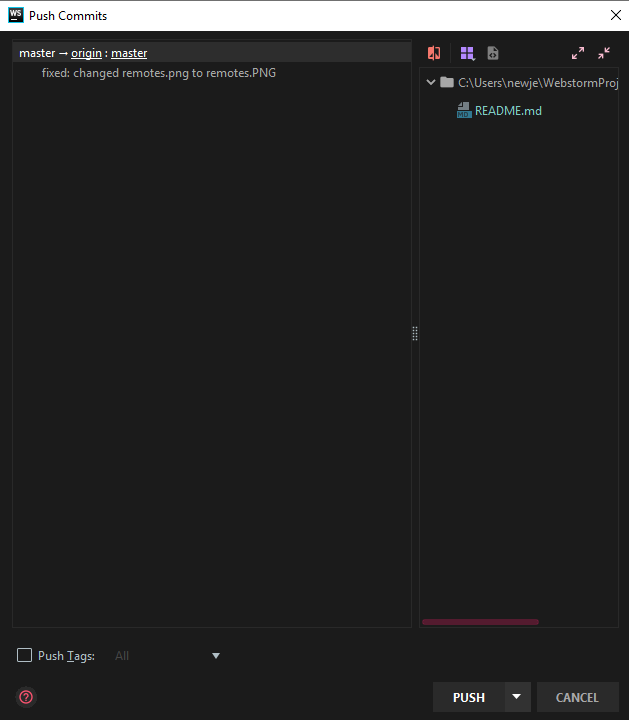 WS Push Commits
master → origin : master
fixed: changed remotes.png to remotes.PNG
C:\Users\newje\WebstormProj
MD README.md
Push Tags: All
? PUSH CANCEL